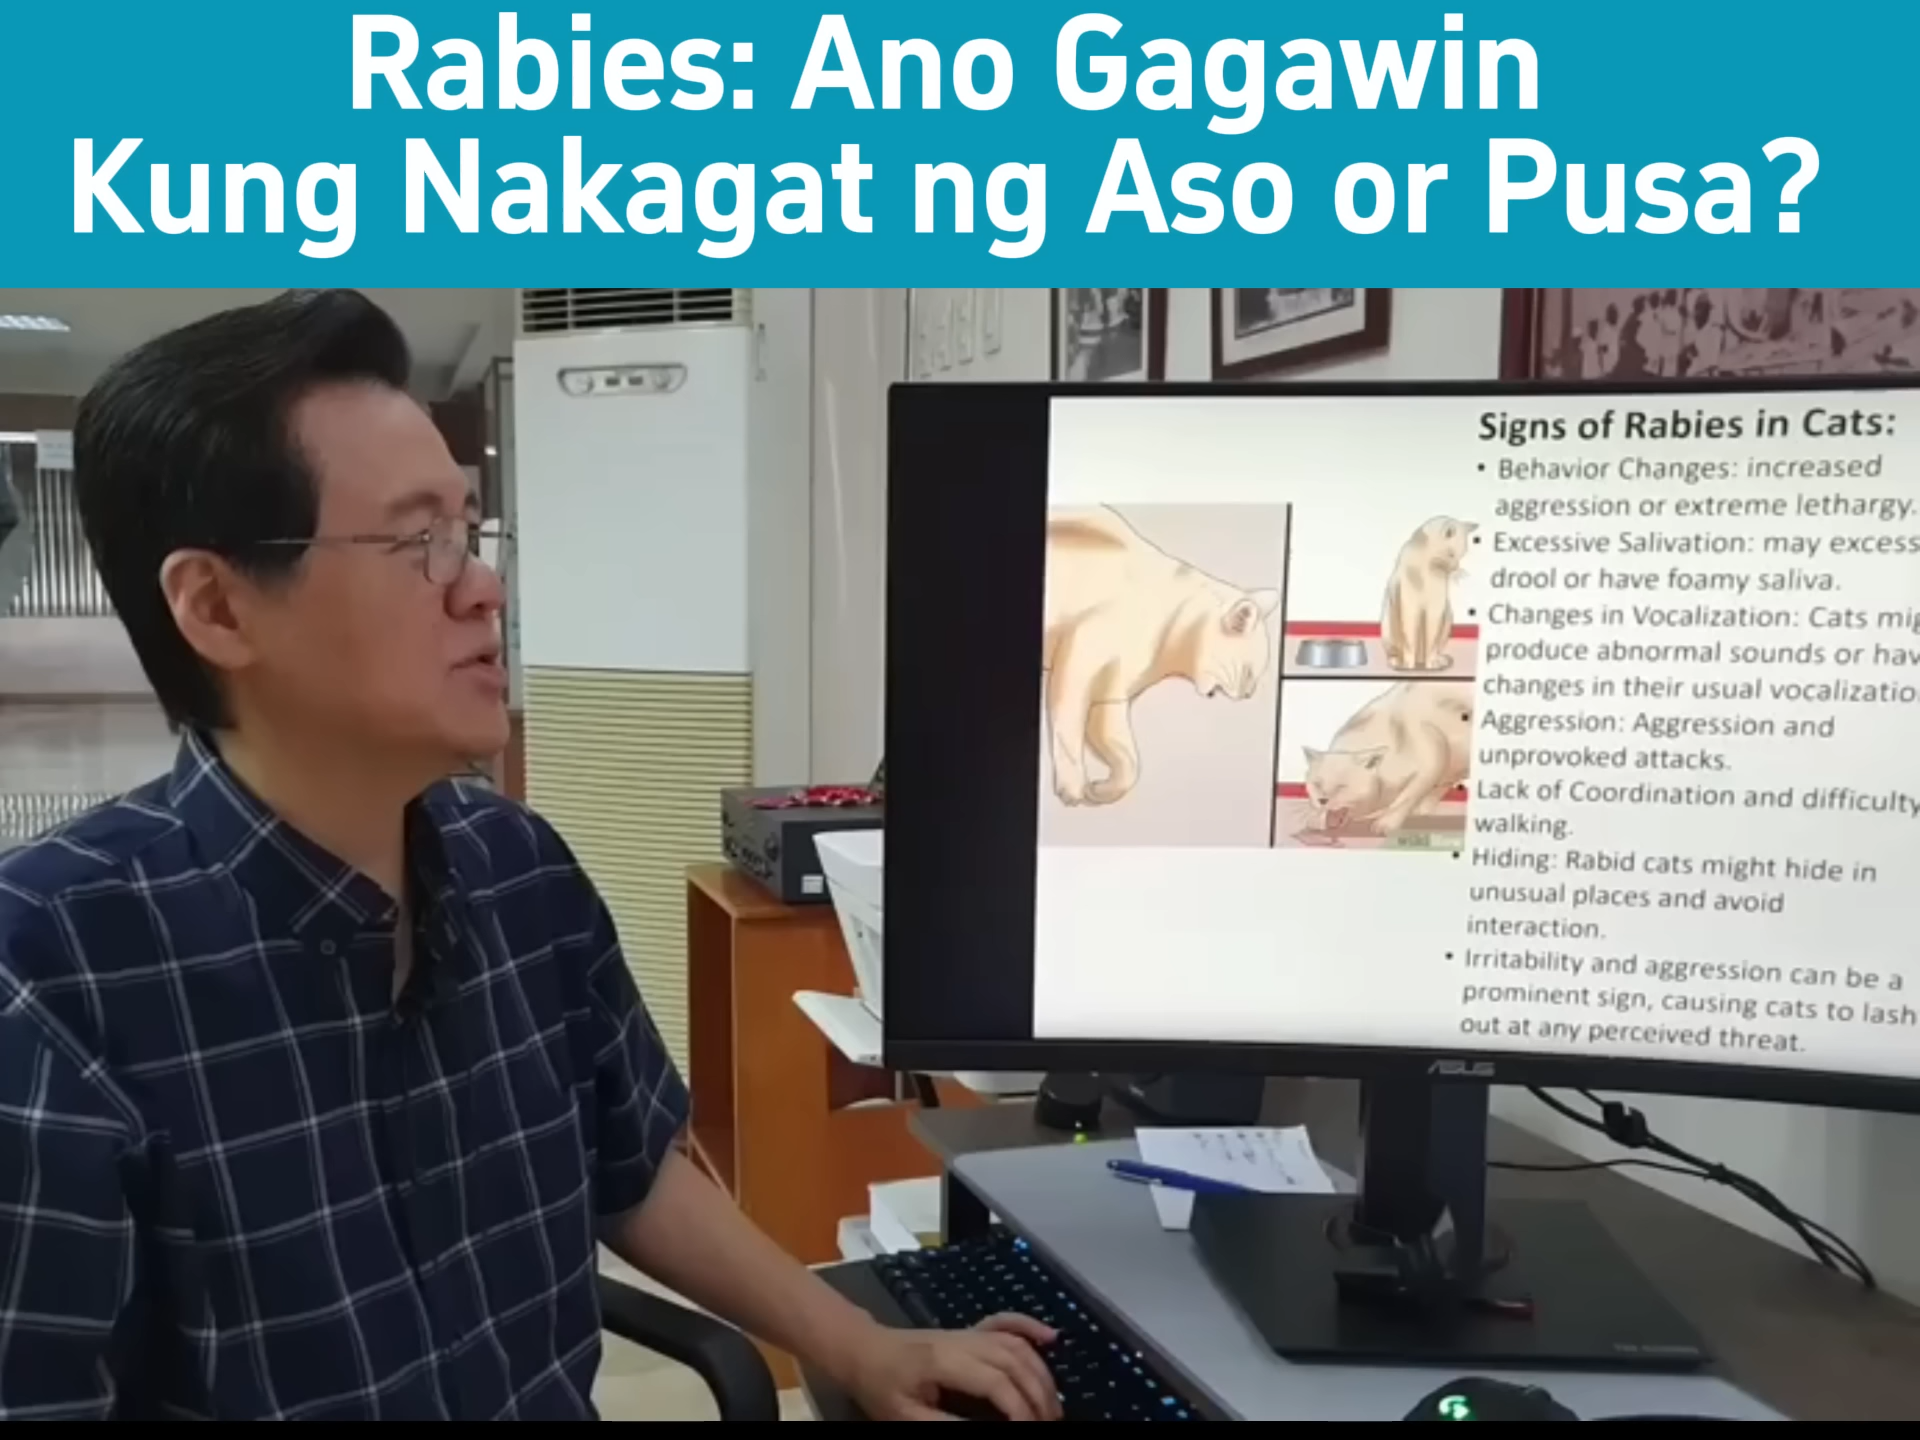 Rabies: Ano Gagawin
Kung Nakagat ng Aso or Pusa?
Signs of Rabies in Cats:
• Behavior Changes: increased
aggression or extreme lethargy.
• Excessive Salivation: may excess
drool or have foamy saliva.
• Changes in Vocalization: Cats mig
produce abnormal sounds or hav
changes in their usual vocalizatio
• Aggression: Aggression and
unprovoked attacks.
• Lack of Coordination and difficulty
walking.
• Hiding: Rabid cats might hide in
unusual places and avoid
interaction.
• Irritability and aggression can be a
prominent sign, causing cats to lash
out at any perceived threat.
ASUS